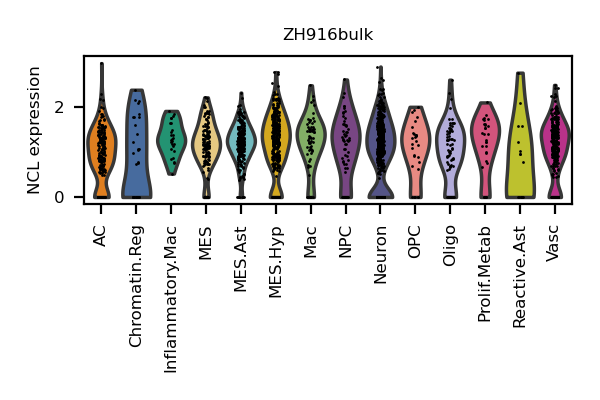 ZH916bulk
NCL expression
2
0
AC
Chromatin.Reg
Inflammatory.Mac
MES
MES.Ast
MES.Hyp
Mac
NPC
Neuron
OPC
Oligo
Prolif.Metab
Reactive.Ast
Vasc